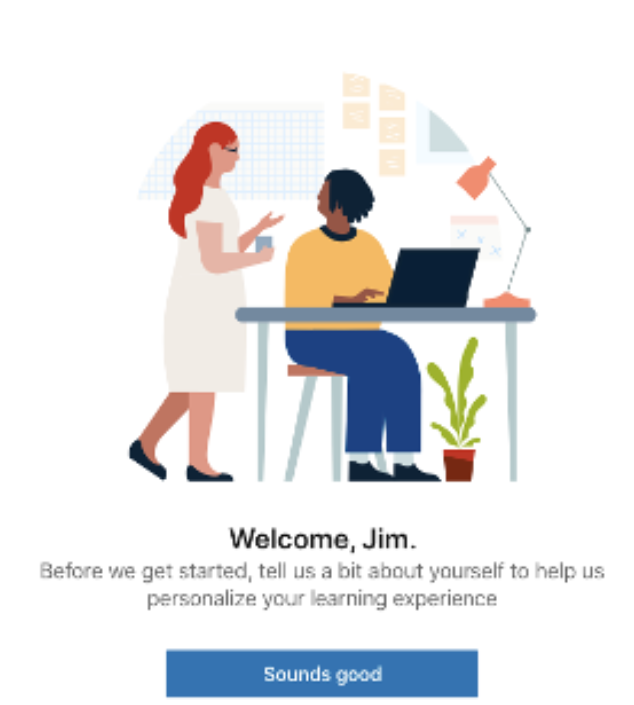 Welcome, Jim.
Before we get started, tell us a bit about yourself to help us
personalize your learning experience
Sounds good